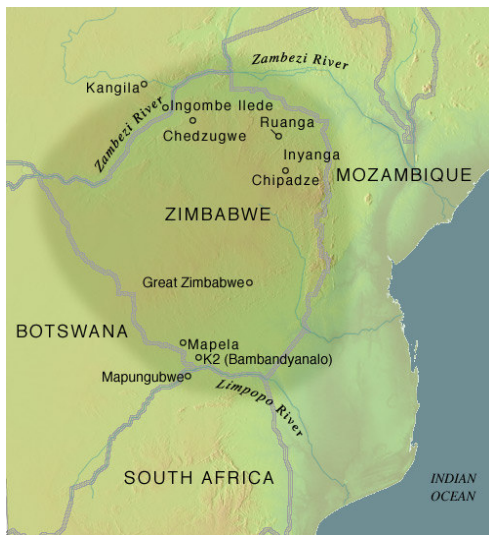 Zambezi River
Kangila
Ingombe Ilede
Zambezi River
Chedzugwe
Ruanga
Inyanga
Chipadze
MOZAMBIQUE
ZIMBABWE
Great Zimbabwe
BOTSWANA
Mapela
K2 (Bambandyanalo)
Mapungubwe
Limpopo River
SOUTH AFRICA
INDIAN
OCEAN